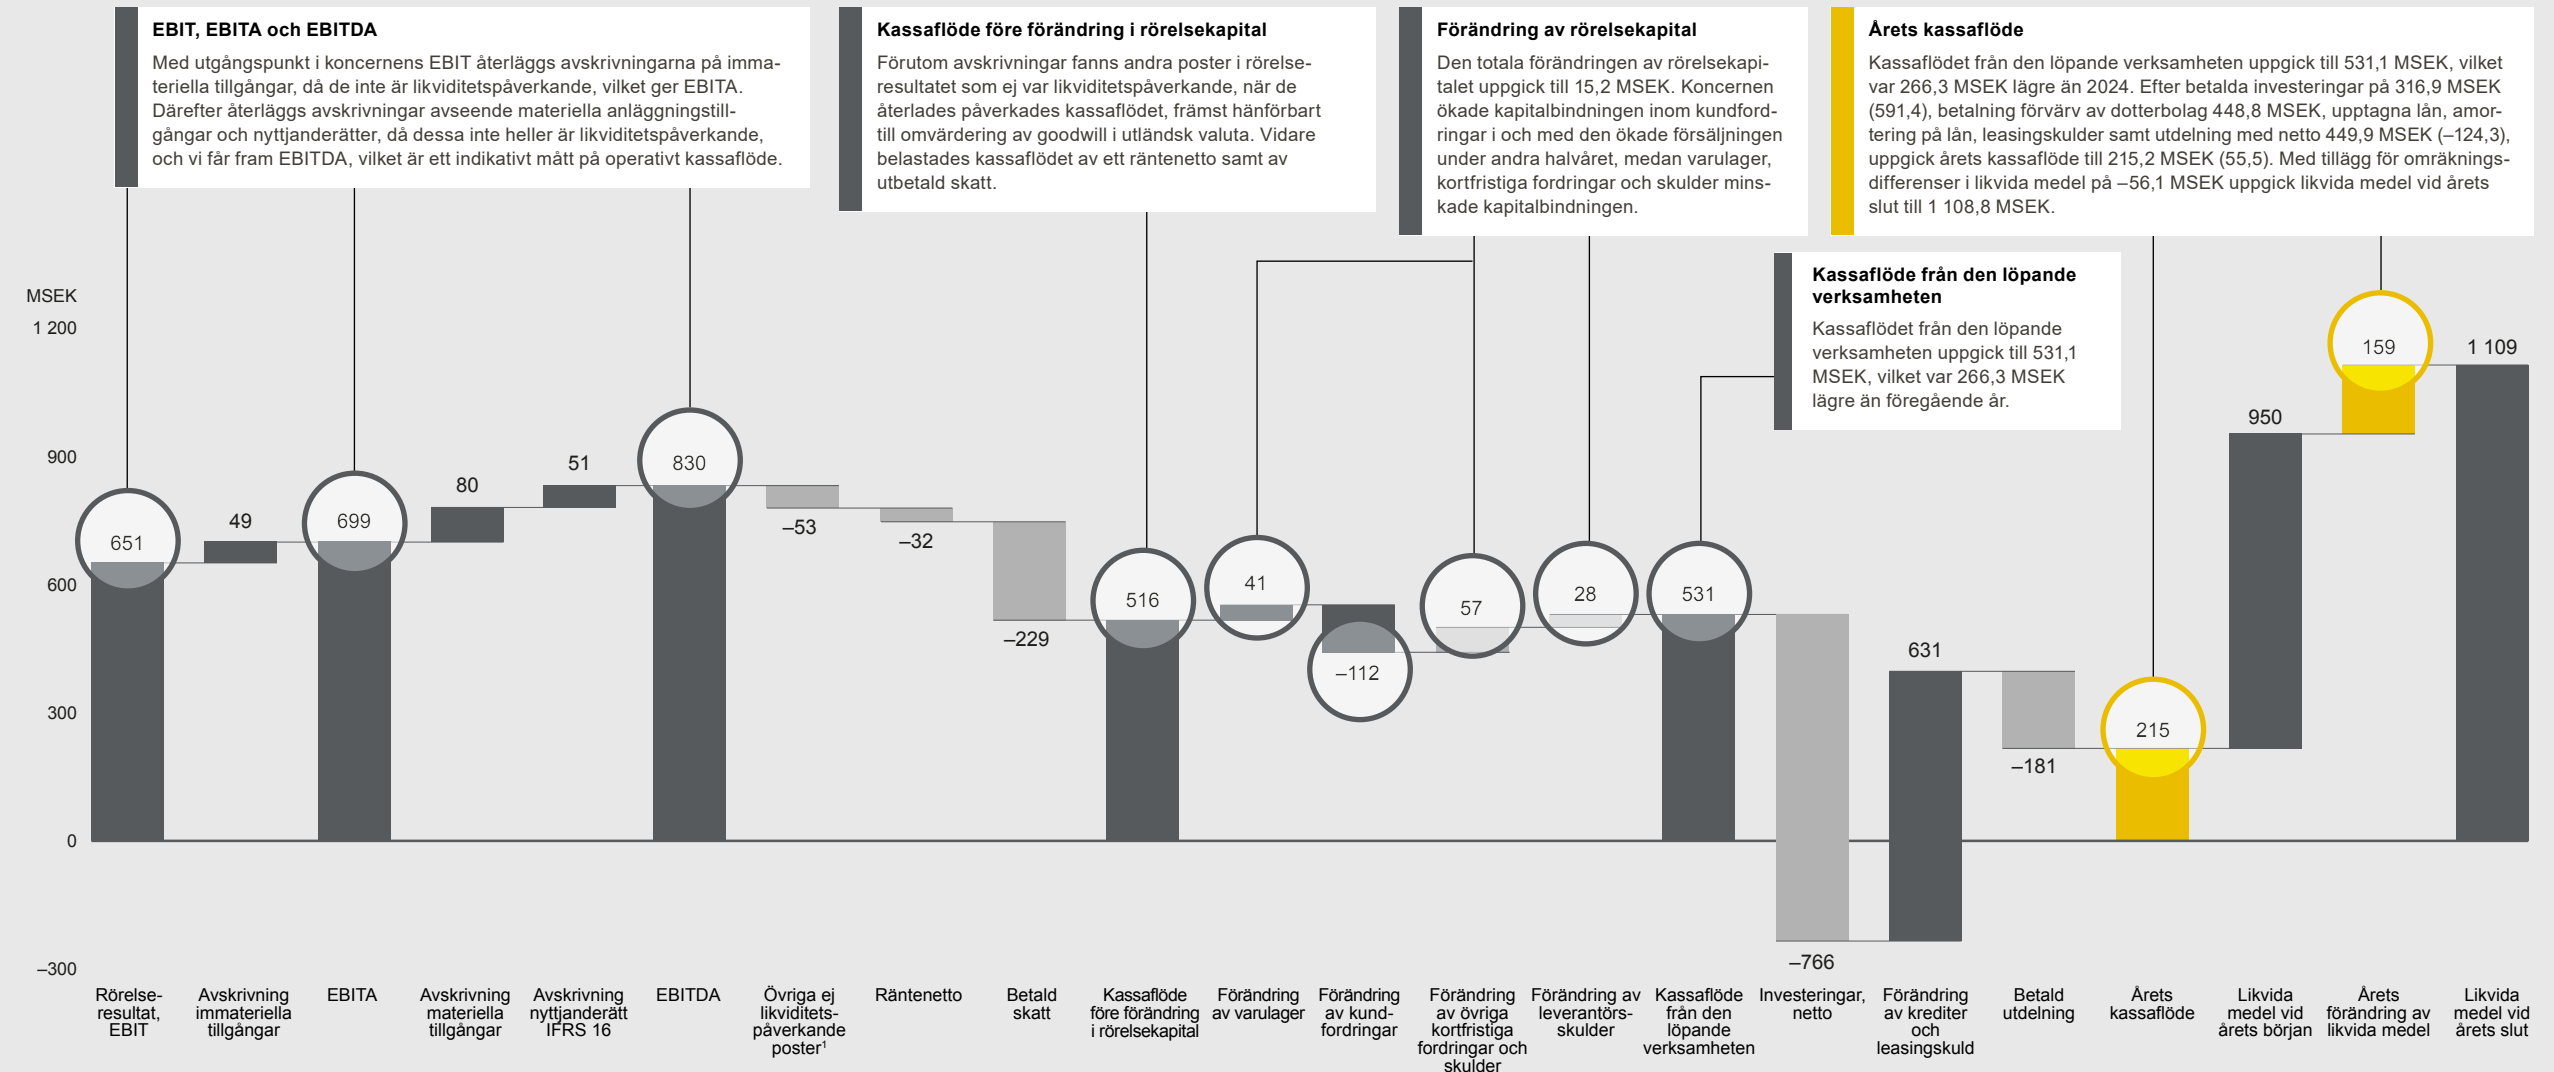 EBIT, EBITA och EBITDA
Med utgångspunkt i koncernens EBIT återläggs avskrivningarna på imma-
teriella tillgångar, då de inte är likviditetspåverkande, vilket ger EBITA.
Därefter återläggs avskrivningar avseende materiella anläggningstill-
gångar och nyttjanderätter, då dessa inte heller är likviditetspåverkande,
och vi får fram EBITDA, vilket är ett indikativt mått på operativt kassaflöde.
Kassaflöde före förändring i rörelsekapital
Förutom avskrivningar fanns andra poster i rörelse-
resultatet som ej var likviditetspåverkande, när de
återlades påverkades kassaflödet, främst hänförbart
till omvärdering av goodwill i utländsk valuta. Vidare
belastades kassaflödet av ett räntenetto samt av
utbetald skatt.
Förändring av rörelsekapital
Den totala förändringen av rörelsekapi-
talet uppgick till 15,2 MSEK. Koncernen
ökade kapitalbindningen inom kundford-
ringar i och med den ökade försäljningen
under andra halvåret, medan varulager,
kortfristiga fordringar och skulder mins-
kade kapitalbindningen.
Årets kassaflöde
Kassaflödet från den löpande verksamheten uppgick till 531,1 MSEK, vilket
var 266,3 MSEK lägre än 2024. Efter betalda investeringar på 316,9 MSEK
(591,4), betalning förvärv av dotterbolag 448,8 MSEK, upptagna lån, amor-
tering på lån, leasingskulder samt utdelning med netto 449,9 MSEK (–124,3),
uppgick årets kassaflöde till 215,2 MSEK (55,5). Med tillägg för omräknings-
differenser i likvida medel på –56,1 MSEK uppgick likvida medel vid årets
slut till 1 108,8 MSEK.
Kassaflöde från den löpande
verksamheten
Kassaflödet från den löpande
verksamheten uppgick till 531,1
MSEK, vilket var 266,3 MSEK
lägre än föregående år.
MSEK
1 200
900
600
300
0
–300
651
49
699
80
51
830
–53
–32
–229
516
41
–112
57
28
531
–766
631
–181
215
950
159
1 109
Rörelse-
resultat,
EBIT
Avskrivning
immateriella
tillgångar
EBITA
Avskrivning
materiella
tillgångar
Avskrivning
nyttjanderätt
IFRS 16
EBITDA
Övriga ej
likviditets-
påverkande
poster¹
Räntenetto
Betald
skatt
Kassaflöde
före förändring
i rörelsekapital
Förändring
av varulager
Förändring
av kund-
fordringar
Förändring
av övriga
kortfristiga
fordringar och
skulder
Förändring av
leverantörs-
skulder
Kassaflöde
från den
löpande
verksamheten
Investeringar,
netto
Förändring
av krediter
och
leasingskuld
Betald
utdelning
Årets
kassaflöde
Likvida
medel vid
årets början
Årets
förändring av
likvida medel
Likvida
medel vid
årets slut